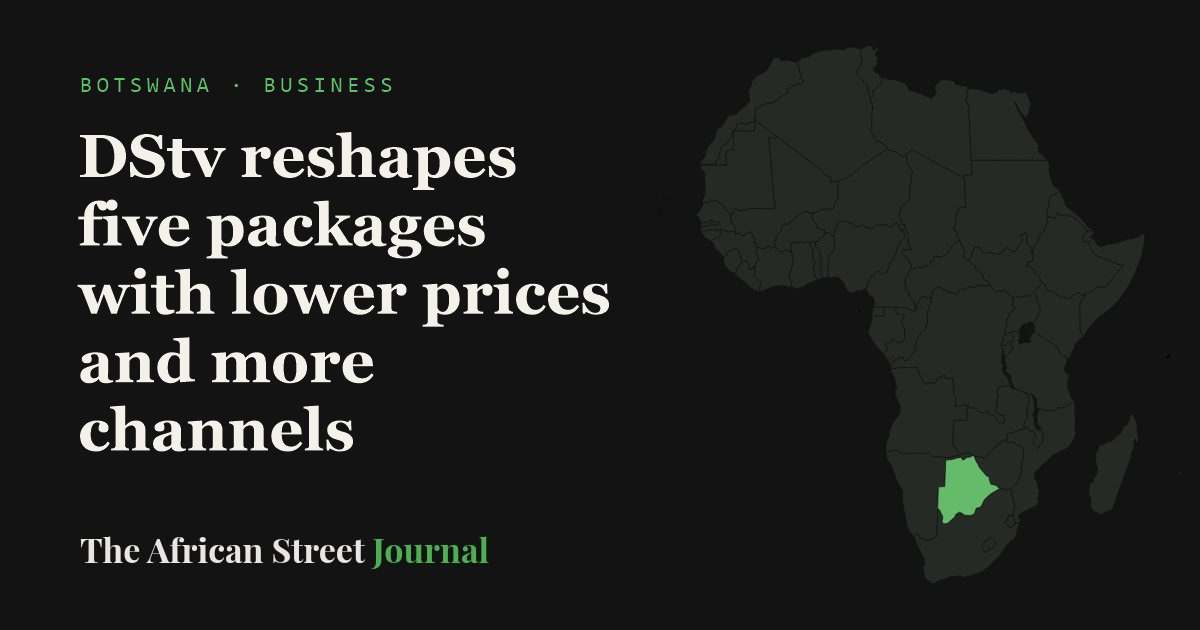 BOTSWANA · BUSINESS
DStv reshapes
five packages
with lower prices
and more
channels
The African Street Journal